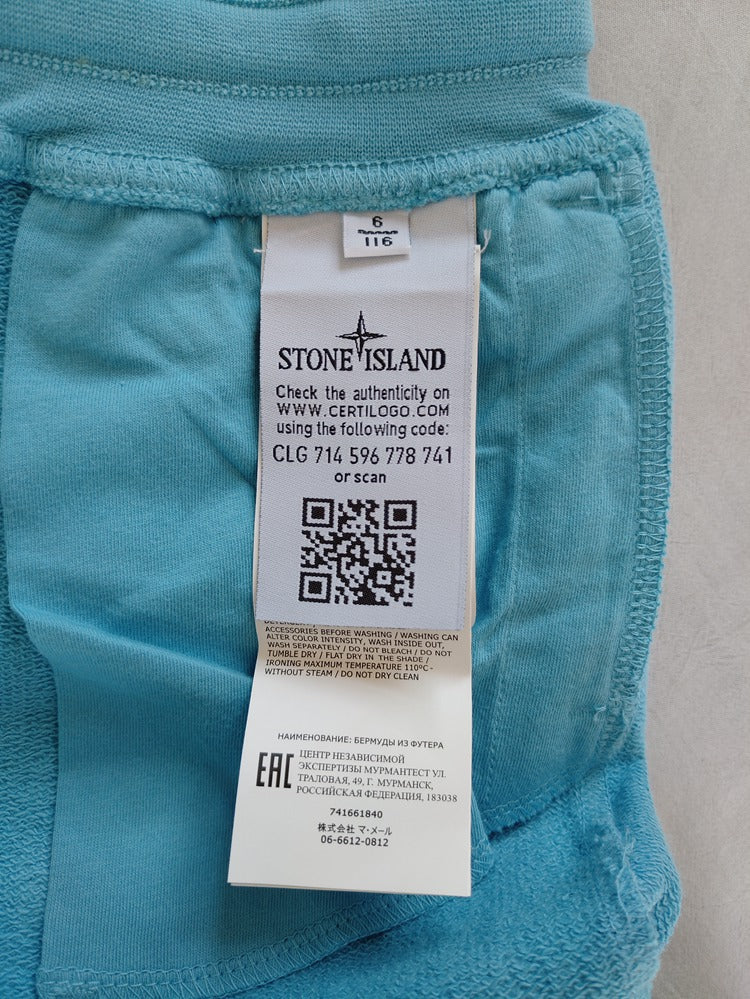 6
116
STONE ISLAND
Check the authenticity on
WWW.CERTILOGO.COM
using the following code:
CLG 714 596 778 741
or scan
ACCESSORIES BEFORE WASHING / WASHING CAN
ALTER COLOR INTENSITY, WASH INSIDE OUT,
WASH SEPARATELY / DO NOT BLEACH / DO NOT
TUMBLE DRY / FLAT DRY IN THE SHADE /
IRONING MAXIMUM TEMPERATURE 110°C-
WITHOUT STEAM / DO NOT DRY CLEAN
НАИМЕНОВАНИЕ: БЕРМУДЫ ИЗ ФУТЕРА
EAC
ЦЕНТР НЕЗАВИСИМОЙ
ЭКСПЕРТИЗЫ МУРМАНТЕСТ УЛ.
ТРАЛОВАЯ, 49, Г. МУРМАНСК,
РОССИЙСКАЯ ФЕДЕРАЦИЯ, 183038
741661840
株式会社 マ・メール
06-6612-0812